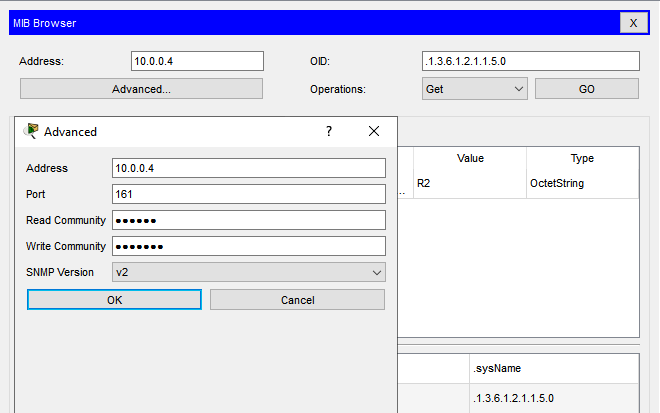 MIB Browser X
Address: 10.0.0.4 OID: .1.3.6.1.2.1.1.5.0
Advanced... Operations: Get GO
Advanced ? X
Address 10.0.0.4
Port 161
Read Community ●●●●●●
Write Community ●●●●●●●
SNMP Version v2
OK Cancel
Value Type
... R2 OctetString
.sysName
.1.3.6.1.2.1.1.5.0